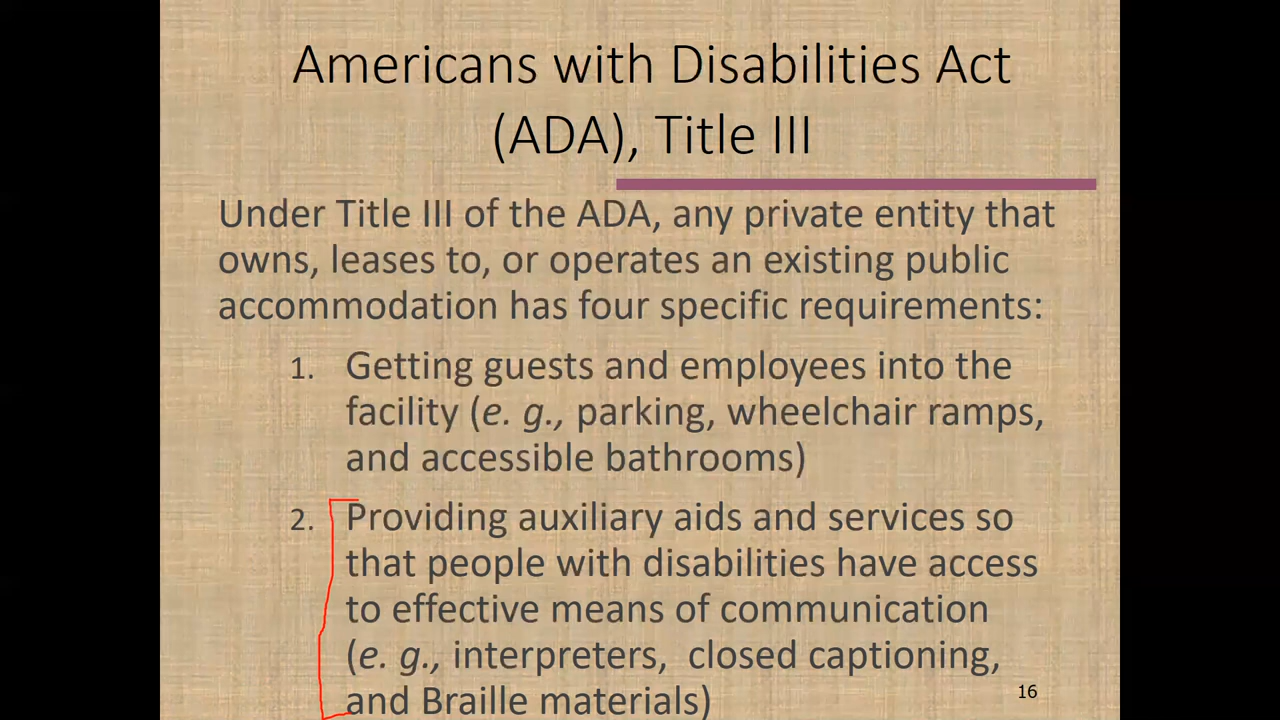 Americans with Disabilities Act
(ADA), Title III
Under Title III of the ADA, any private entity that
owns, leases to, or operates an existing public
accommodation has four specific requirements:
1. Getting guests and employees into the
facility (e. g., parking, wheelchair ramps,
and accessible bathrooms)
2. Providing auxiliary aids and services so
that people with disabilities have access
to effective means of communication
(e. g., interpreters,  closed captioning,
and Braille materials)
16